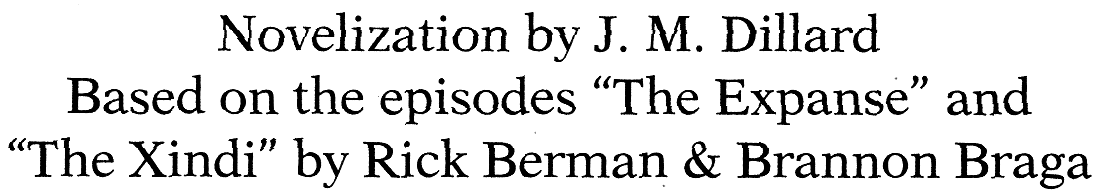 Novelization by J. M. Dillard
Based on the episodes “The Expanse” and
“The Xindi” by Rick Berman & Brannon Braga